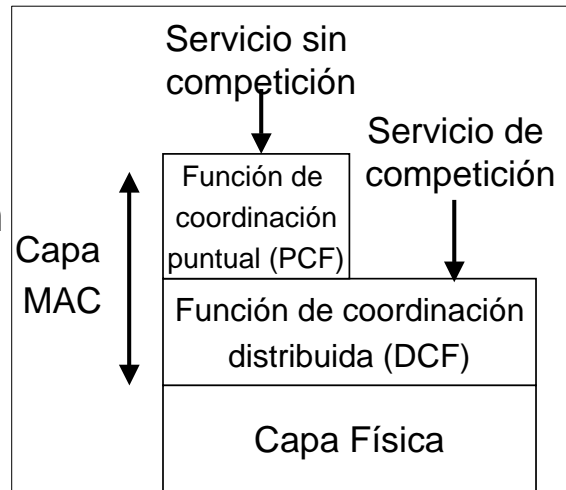 Servicio sin
competición
Servicio de
competición
Función de
coordinación
puntual (PCF)
Capa
MAC
Función de coordinación
distribuida (DCF)
Capa Física